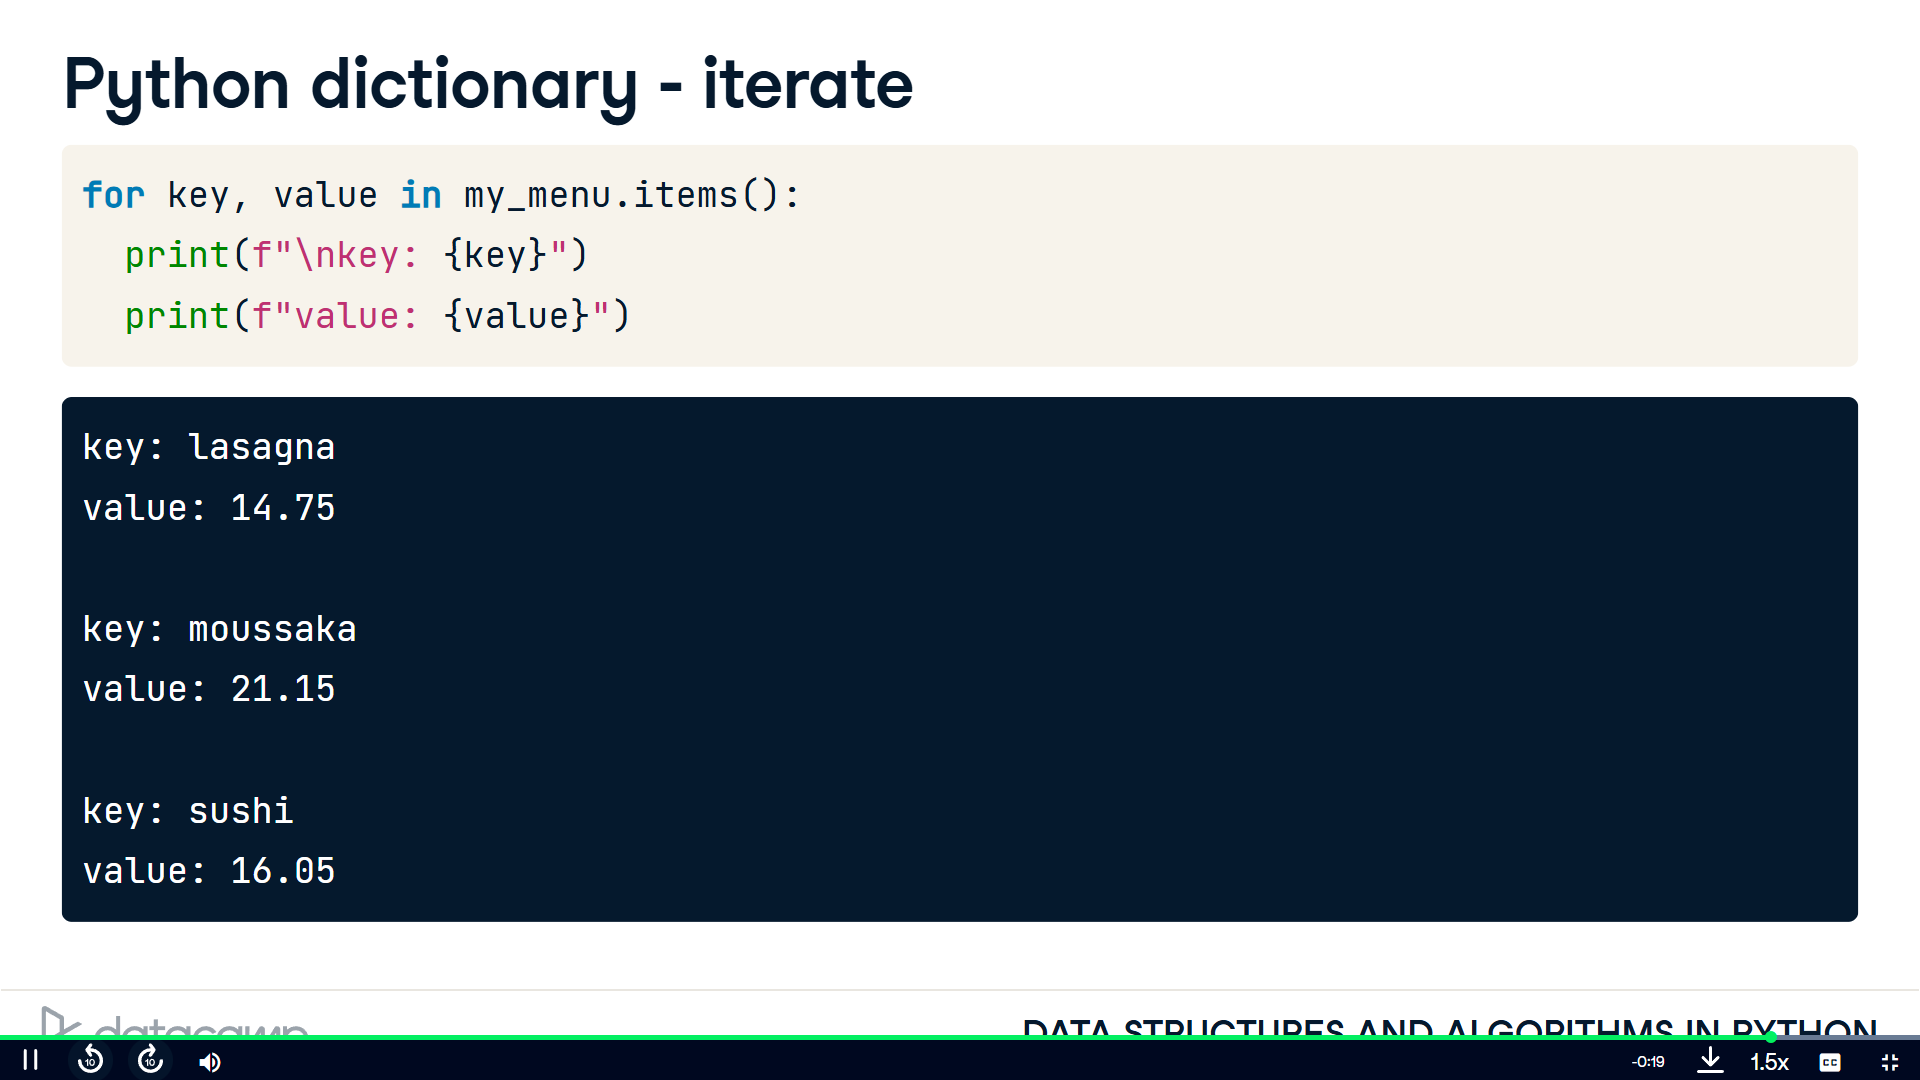 Python dictionary - iterate
for key, value in my_menu.items():
print(f"\nkey: {key}")
print(f"value: {value}")
key: lasagna
value: 14.75
key: moussaka
value: 21.15
key: sushi
value: 16.05
datacamp
DATA STRUCTURES AND ALGORITHMS IN PYTHON
10
10
-0:19
1.5x
CC